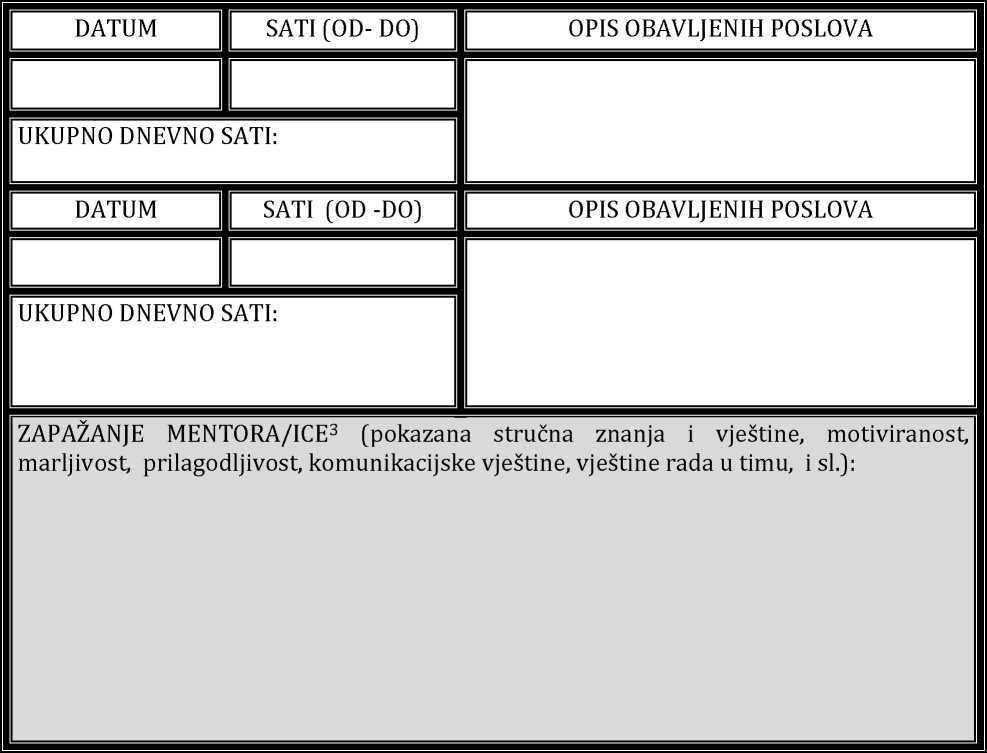 DATUM SATI (OD- DO) OPIS OBAVLJENIH POSLOVA
UKUPNO DNEVNO SATI:
DATUM SATI (OD -DO) OPIS OBAVLJENIH POSLOVA
UKUPNO DNEVNO SATI:
ZAPAŽANJE MENTORA/ICE³ (pokazana stručna znanja i vještine, motiviranost,
marljivost, prilagodljivost, komunikacijske vještine, vještine rada u timu, i sl.):